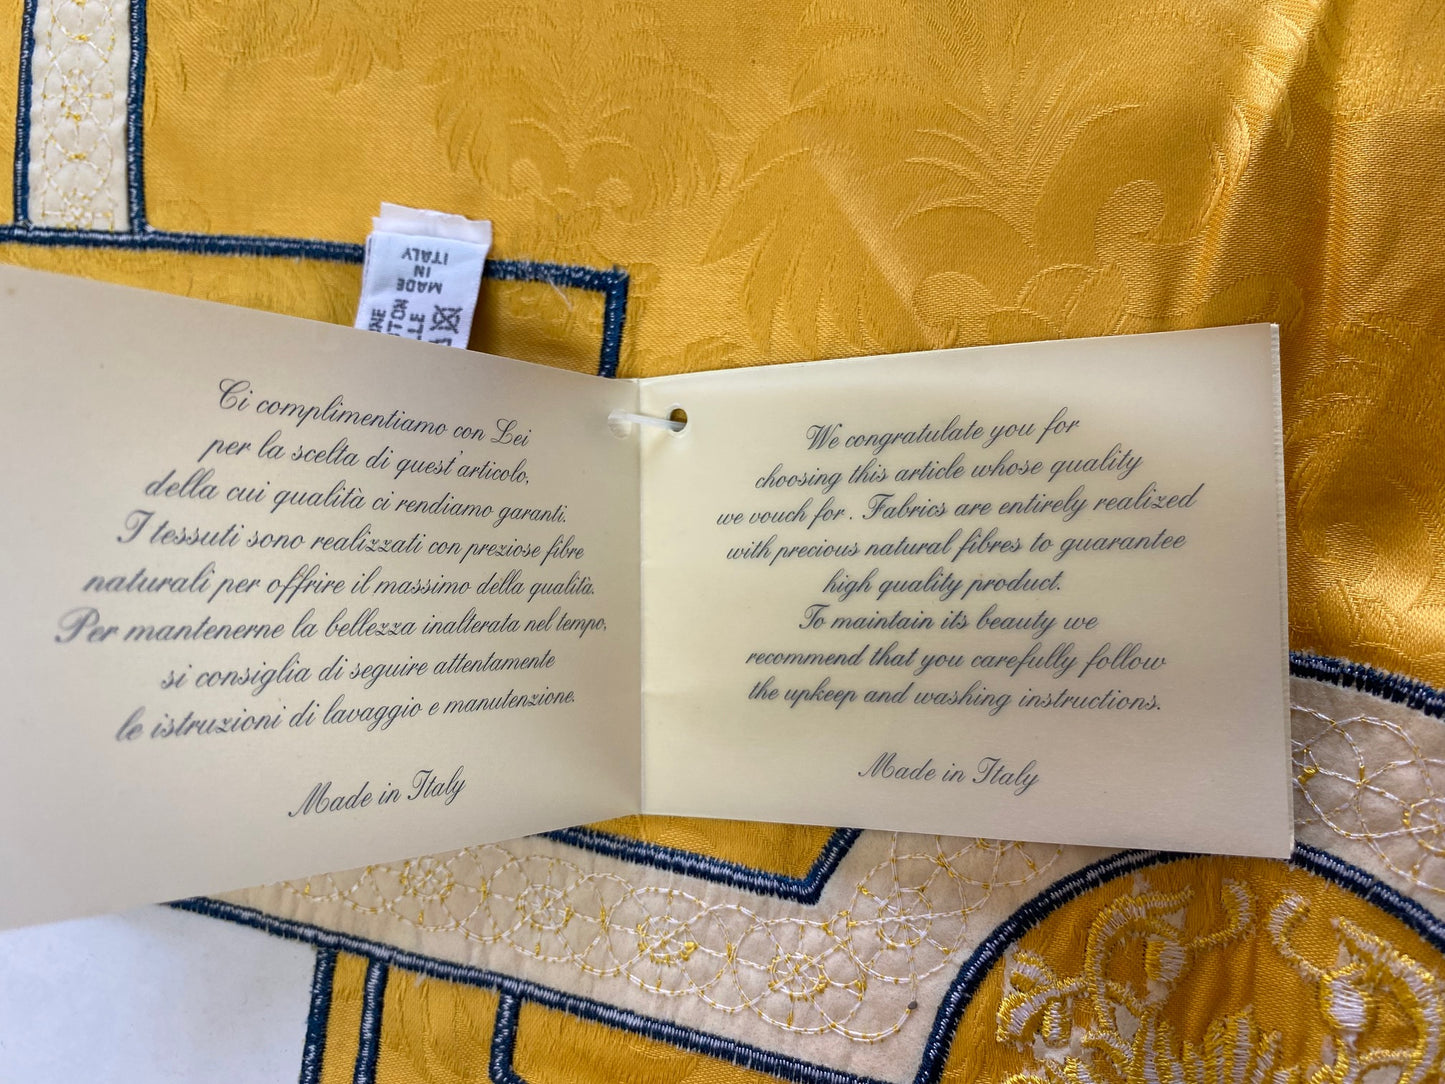 MADE
IN
ITALY
Ci complimentiamo con Lei
per la scelta di quest'articolo,
della cui qualità ci rendiamo garanti.
I tessuti sono realizzati con preziose fibre
naturali per offrire il massimo della qualità.
Per mantenerne la bellezza inalterata nel tempo,
si consiglia di seguire attentamente
le istruzioni di lavaggio e manutenzione.
Made in Italy
We congratulate you for
choosing this article whose quality
we vouch for. Fabrics are entirely realized
with precious natural fibres to guarantee
high quality product.
To maintain its beauty we
recommend that you carefully follow
the upkeep and washing instructions.
Made in Italy